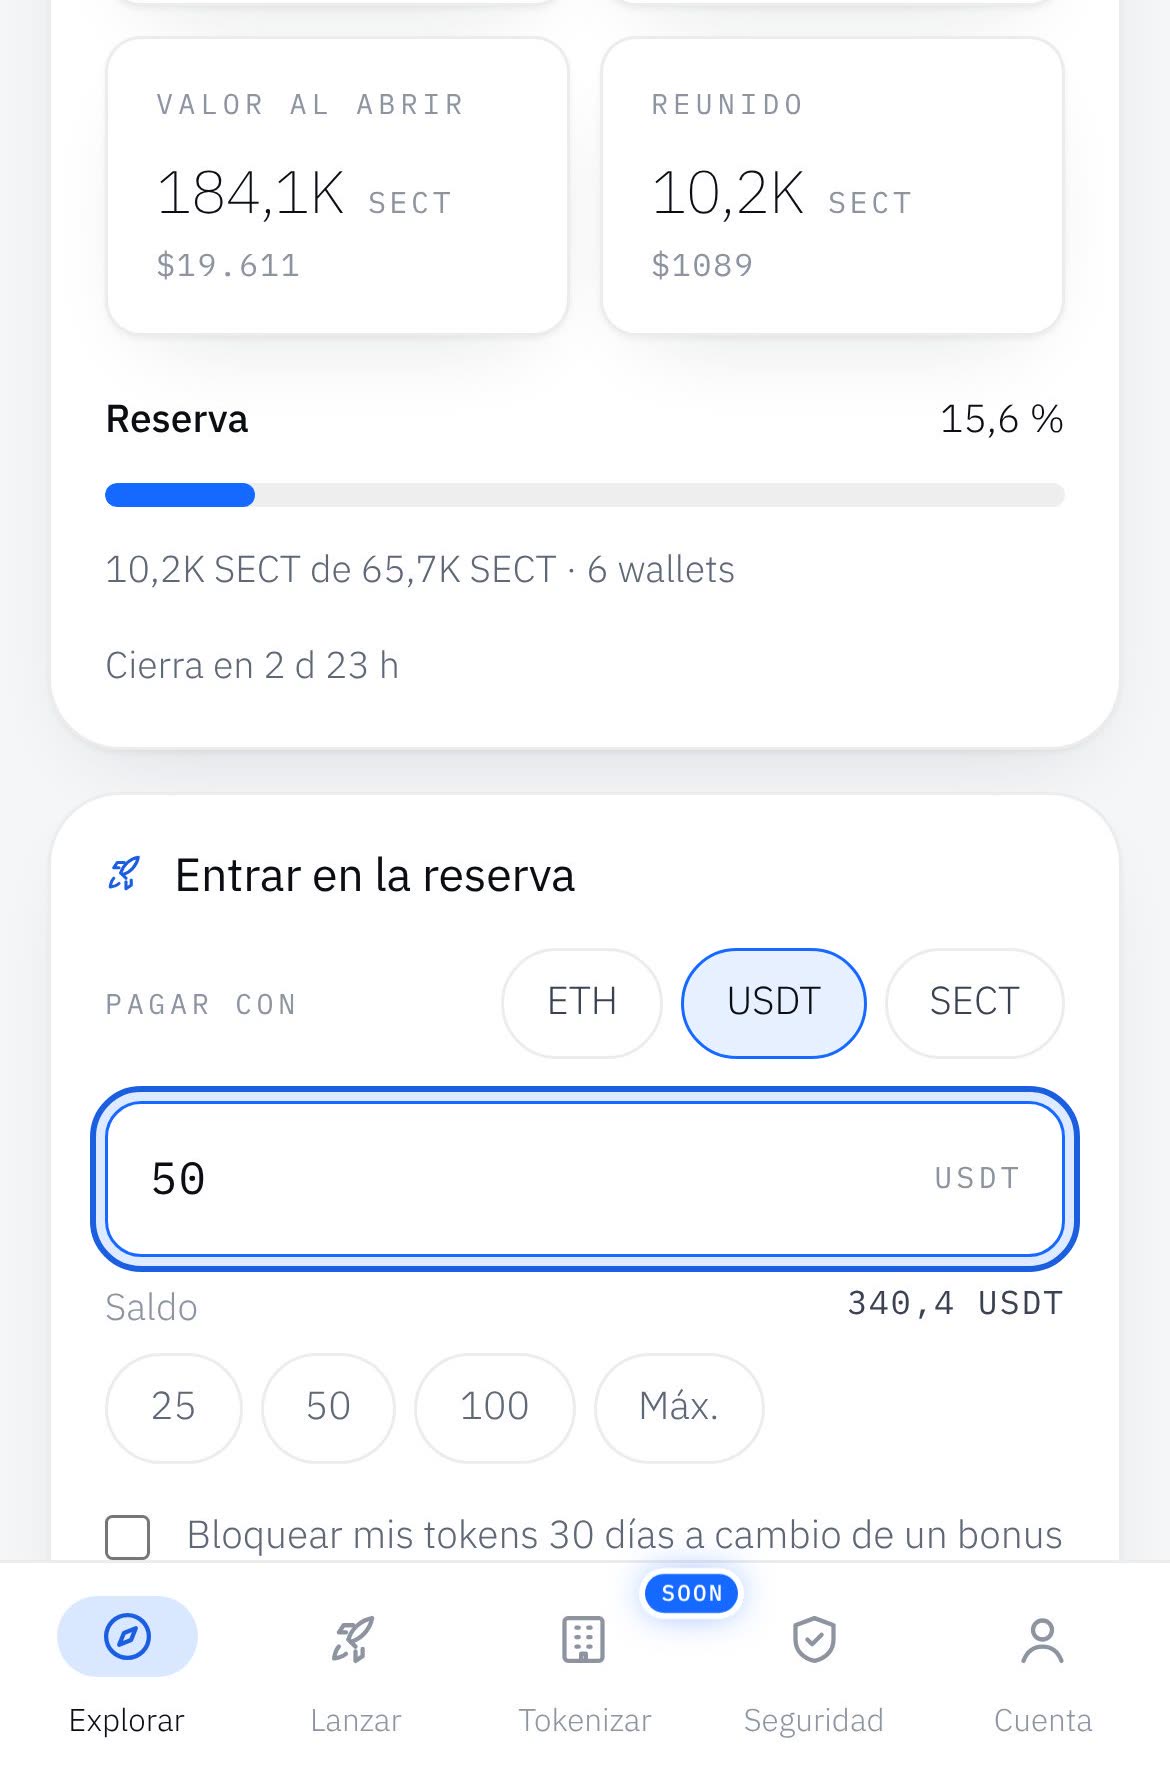 VALOR AL ABRIR
184,1K SECT
$19.611
REUNIDO
10,2K SECT
$1089
Reserva 15,6 %
10,2K SECT de 65,7K SECT · 6 wallets
Cierra en 2 d 23 h
Entrar en la reserva
PAGAR CON ETH USDT SECT
50 USDT
Saldo 340,4 USDT
25 50 100 Máx.
Bloquear mis tokens 30 días a cambio de un bonus
SOON
Explorar Lanzar Tokenizar Seguridad Cuenta